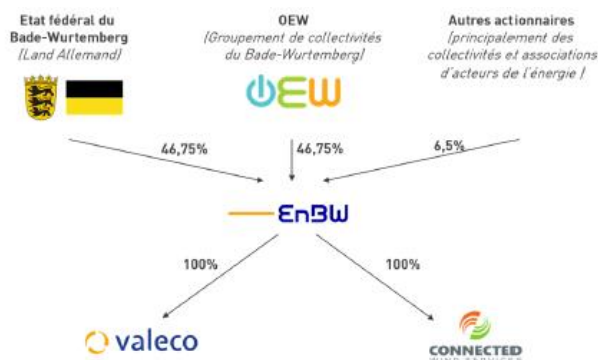 Etat fédéral du
Bade-Wurtemberg
(Land Allemand)
OEW
(Groupement de collectivités
du Bade-Wurtemberg)
OEW
Autres actionnaires
(principalement des
collectivités et associations
d'acteurs de l'énergie )
46,75%
46,75%
6,5%
EnBW
100%
100%
valeco
CONNECTED